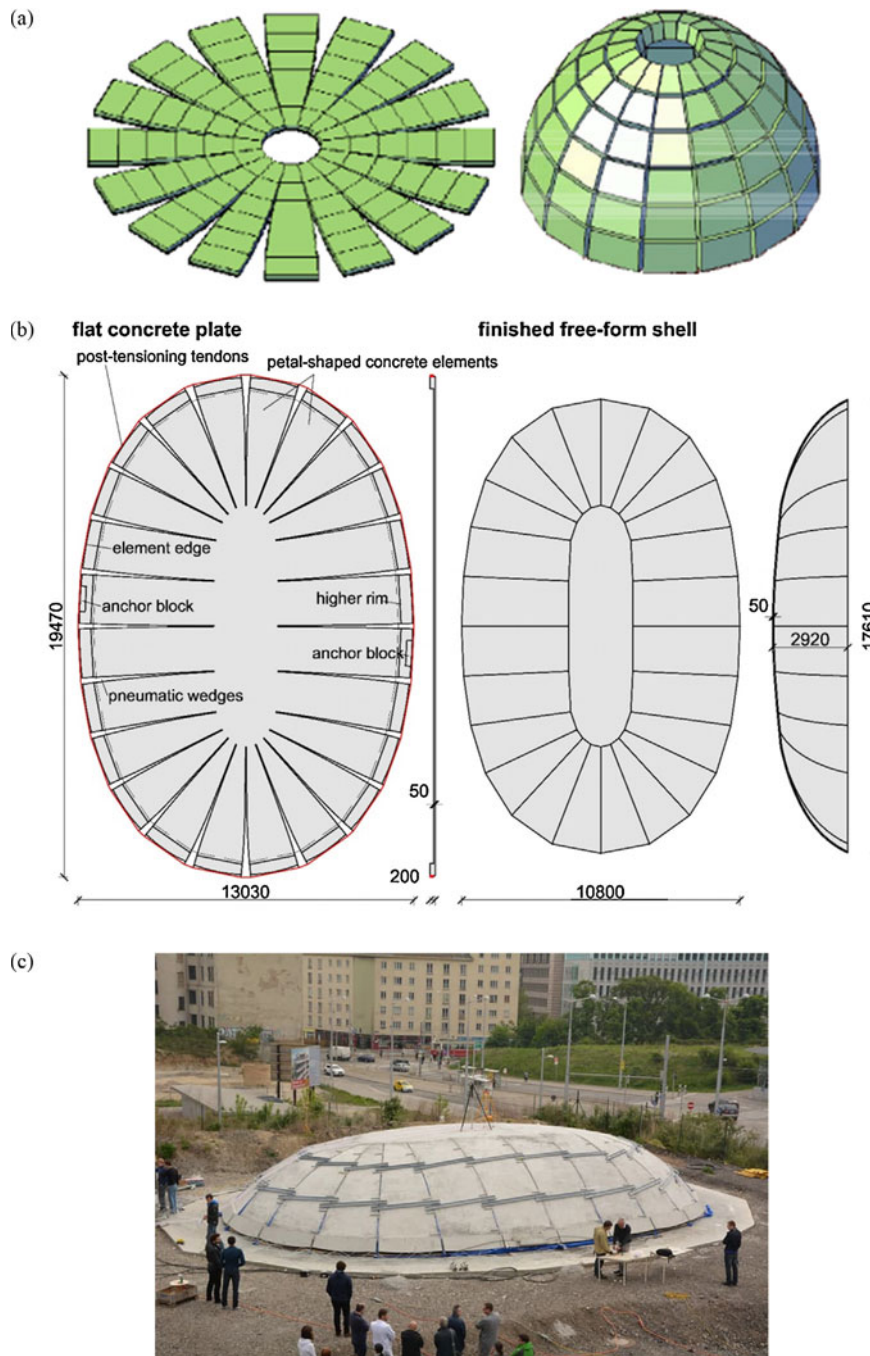 (a)
(b)
flat concrete plate
finished free-form shell
post-tensioning tendons
petal-shaped concrete elements
element edge
anchor block
higher rim
anchor block
pneumatic wedges
19470
50
200
13030
50
2920
17610
10800
(c)